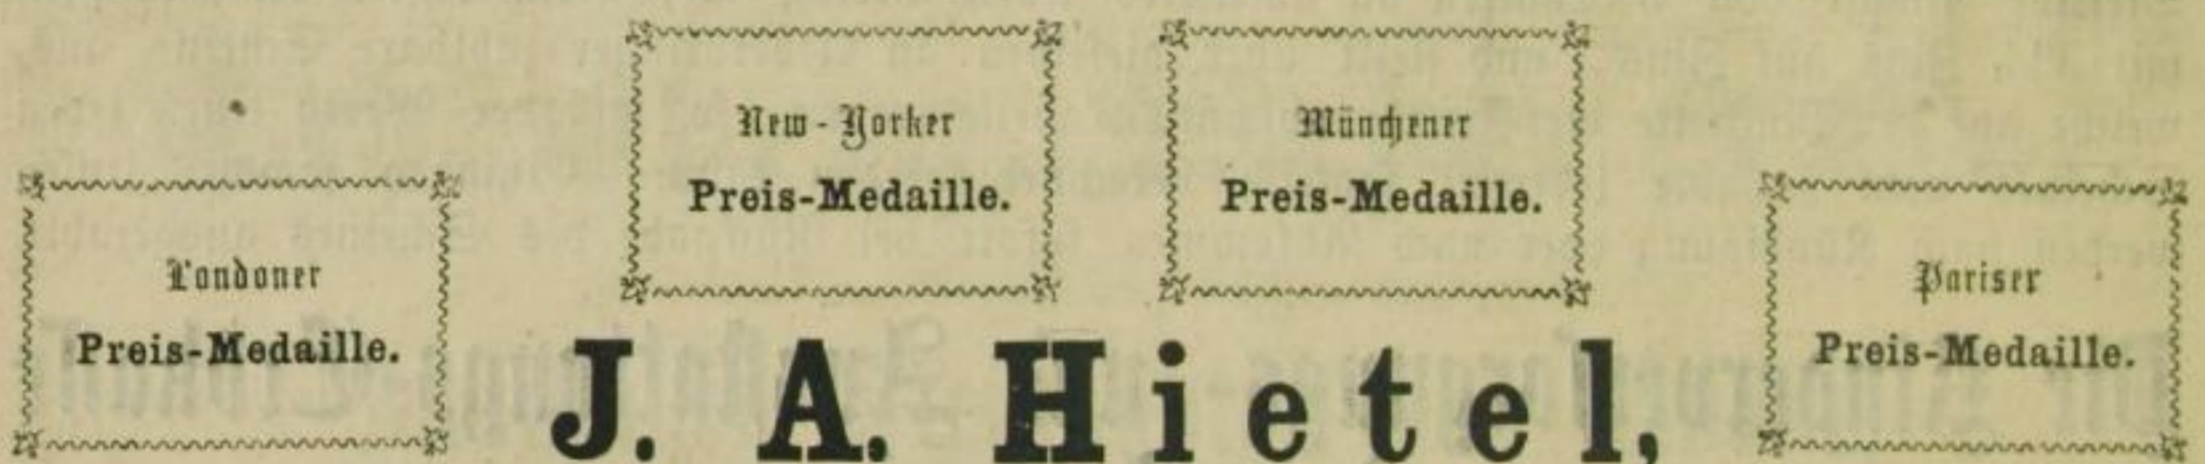 New-Yorker
Preis-Medaille.
Münchener
Preis-Medaille.
Londoner
Preis-Medaille.
Pariser
Preis-Medaille.
J. A. Hietel,